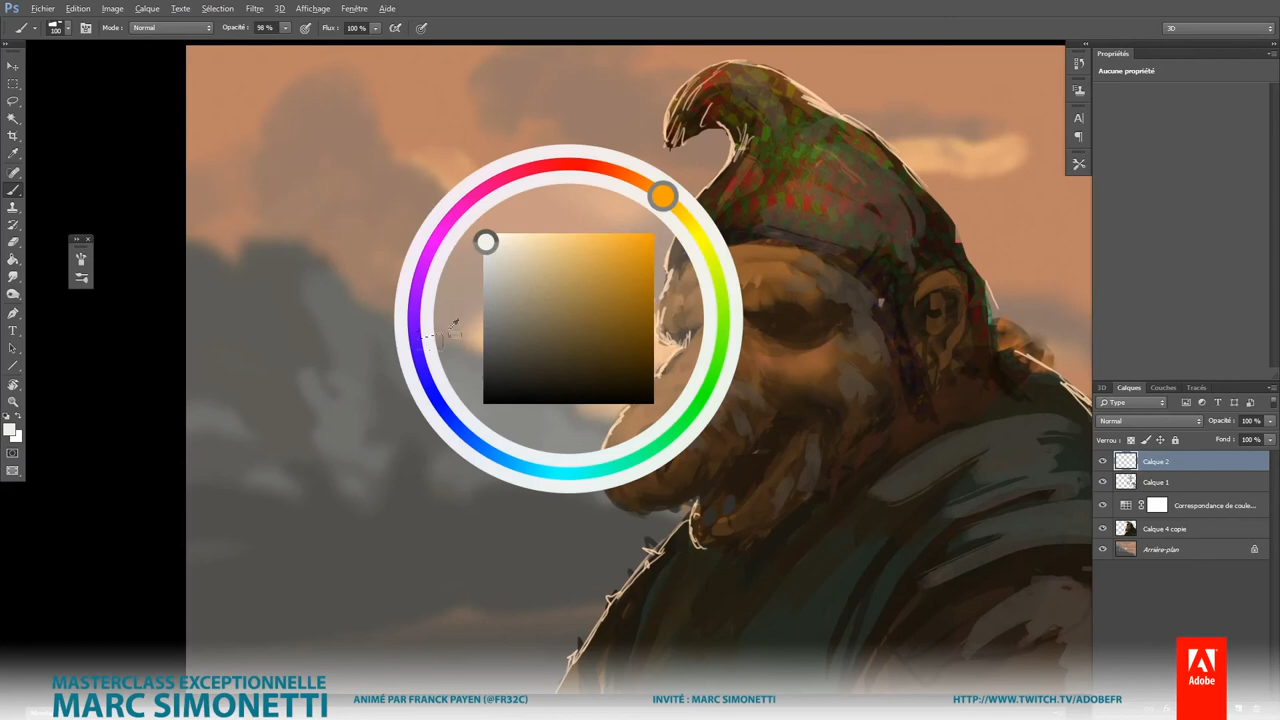 Ps Fichier Edition Image Calque Texte Sélection Filtre 3D Affichage Fenêtre Aide
100 Mode : Normal Opacité : 98 % Flux : 100 % 3D
Propriétés
Aucune propriété
A|
T
3D Calques Couches Tracés
Type T
Normal Opacité : 100 %
Verrou : Fond : 100 %
Calque 2
Calque 1
Correspondance de coule...
Calque 4 copie
Arrière-plan
MASTERCLASS EXCEPTIONNELLE
MARC SIMONETTI
ANIMÉ PAR FRANCK PAYEN (@FR32C)
INVITÉ : MARC SIMONETTI
HTTP://WWW.TWITCH.TV/ADOBEFR
Adobe